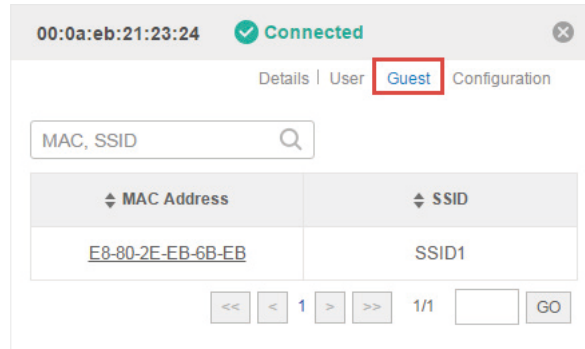 00:0a:eb:21:23:24 Connected
Details | User Guest Configuration
MAC, SSID
MAC Address SSID
E8-80-2E-EB-6B-EB SSID1
<< < 1 > >> 1/1 GO